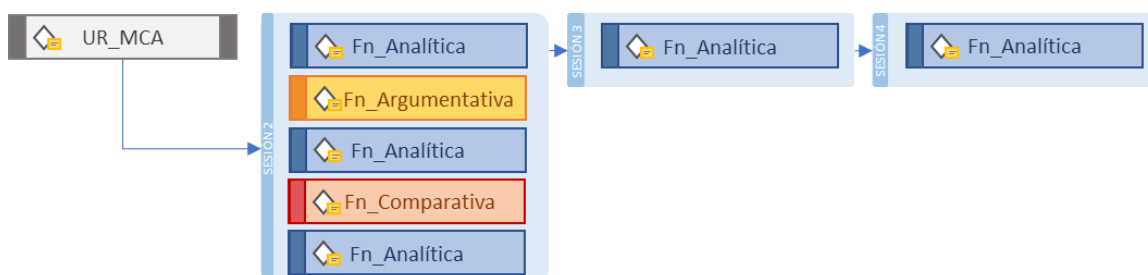 UR_MCA
SESIÓN 2
Fn_Analítica
Fn_Argumentativa
Fn_Analítica
Fn_Comparativa
Fn_Analítica
SESIÓN 3
Fn_Analítica
SESIÓN 4
Fn_Analítica